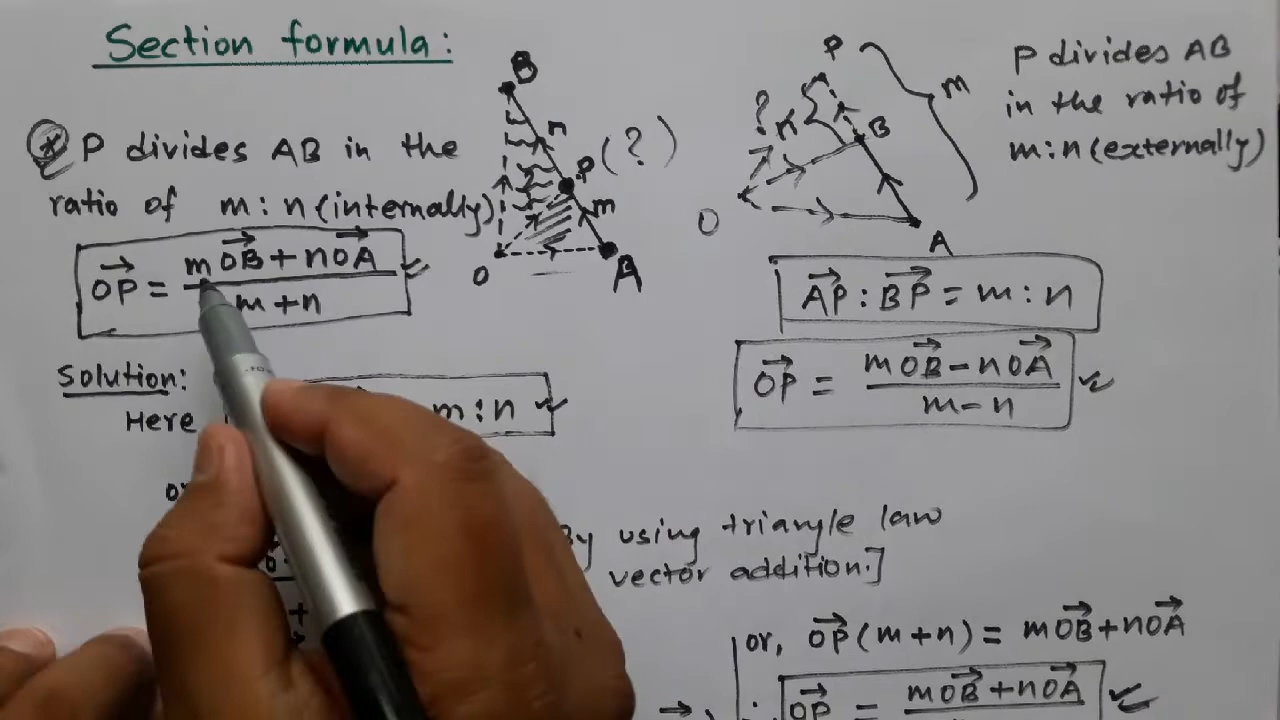 Section formula:
* P divides AB in the
ratio of m:n (internally)
OP = mOB + nOA
m+n
Solution:
Here
m:n
or
B
n
P (?)
m
O
A
P
?
n
m
B
O
A
P divides AB
in the ratio of
m:n (externally)
AP : BP = m : n
OP = mOB - nOA
m-n
By using triangle law
vector addition.]
or, OP (m+n) = mOB + nOA
∴ OP = mOB + nOA